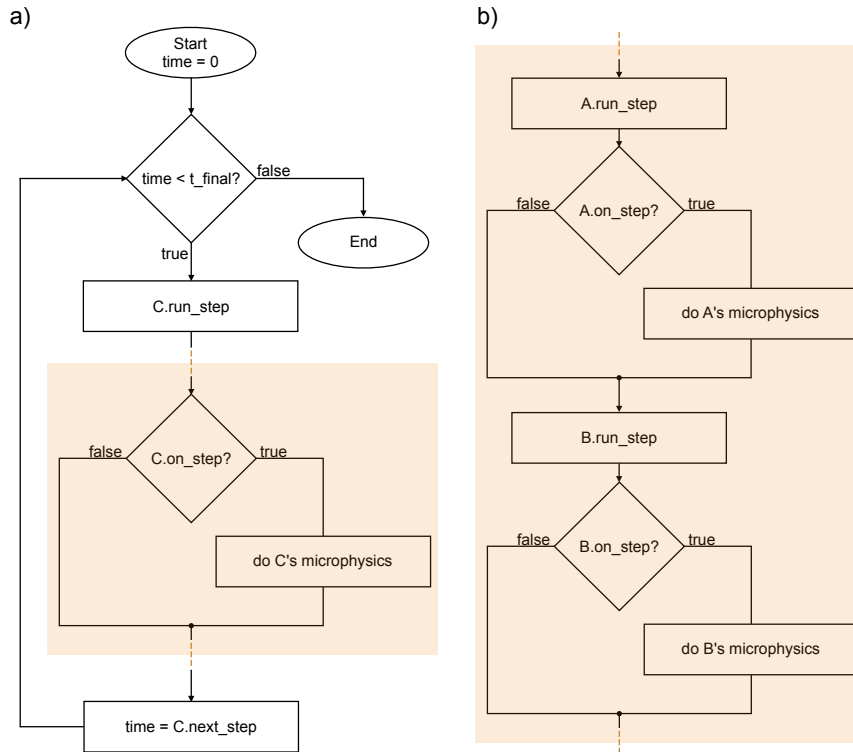 a)
Start
time = 0
time < t_final?
false
End
true
C.run_step
false
C.on_step?
true
do C's microphysics
time = C.next_step
b)
A.run_step
false
A.on_step?
true
do A's microphysics
B.run_step
false
B.on_step?
true
do B's microphysics